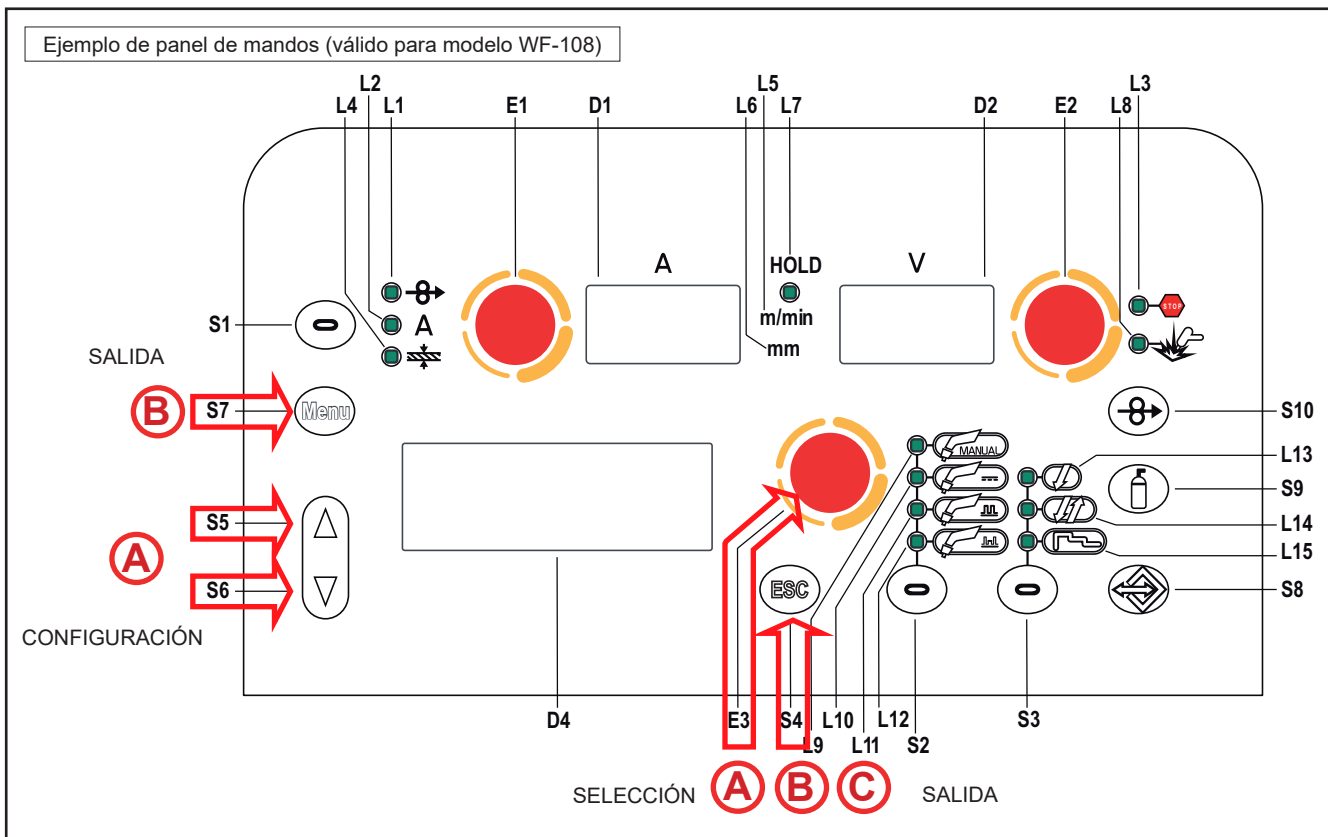 Ejemplo de panel de mandos (válido para modelo WF-108)
L2 L5 L3
L4 L1 E1 D1 L6 L7 D2 E2 L8
A HOLD V
m/min
mm
S1 A STOP
SALIDA
B S7 Menu S10
MANUAL L13
S5 S9
A L14
S6 ESC L15
S8
CONFIGURACIÓN
D4 E3 S4 L10 L12 S3
L9 L11 S2
SELECCIÓN A B C SALIDA